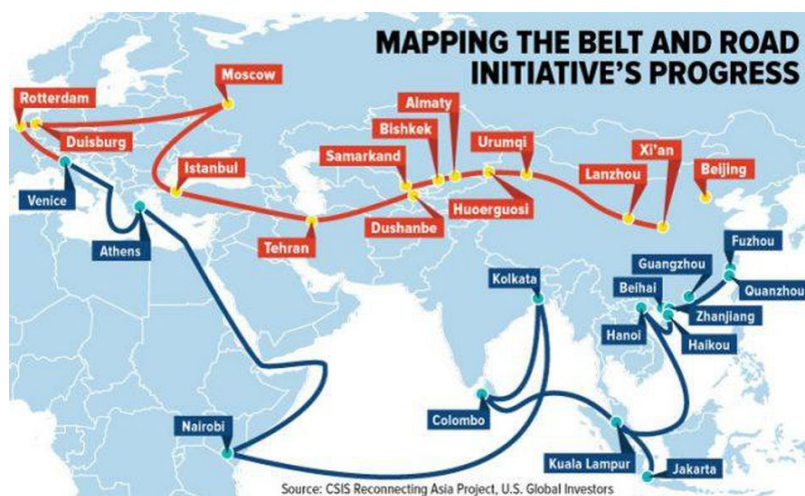 MAPPING THE BELT AND ROAD
INITIATIVE'S PROGRESS
Moscow
Rotterdam
Duisburg
Almaty
Bishkek
Urumqi
Xi'an
Samarkand
Lanzhou
Beijing
Istanbul
Venice
Dushanbe
Huoerguosi
Athens
Tehran
Fuzhou
Guangzhou
Kolkata
Beihai
Quanzhou
Zhanjiang
Hanoi
Haikou
Colombo
Nairobi
Kuala Lampur
Jakarta
Source: CSIS Reconnecting Asia Project, U.S. Global Investors